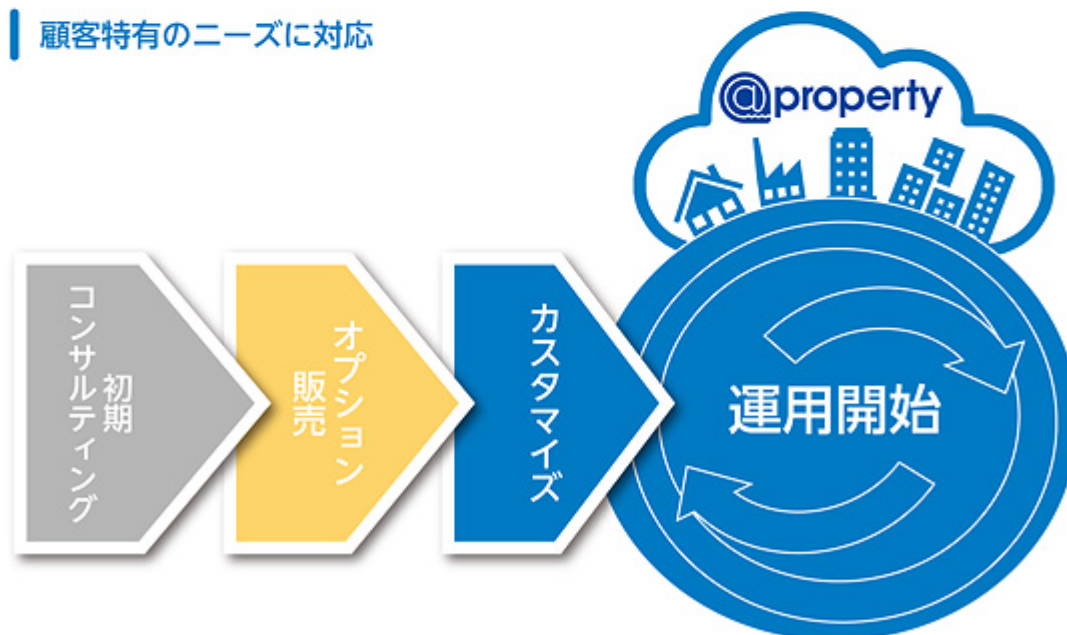 顧客特有のニーズに対応
@property
初期
コンサルティング
オプション
販売
カスタマイズ
運用開始